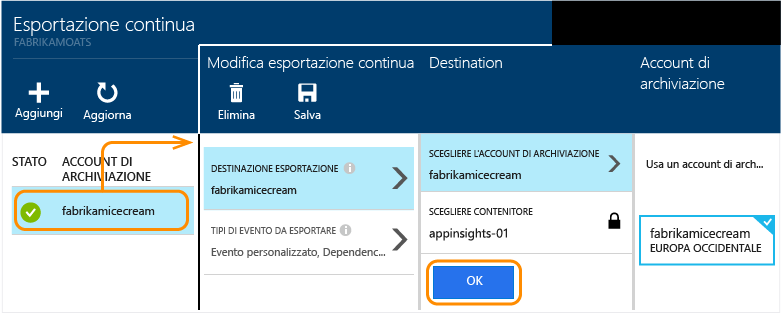 Esportazione continua
FABRIKAMOATS
Aggiungi
Aggiorna
STATO
ACCOUNT DI
ARCHIVIAZIONE
fabrikamicecream
Modifica esportazione continua
Elimina
Salva
DESTINAZIONE ESPORTAZIONE
fabrikamicecream
TIPI DI EVENTO DA ESPORTARE
Evento personalizzato, Dependenc...
Destination
SCEGLIERE L'ACCOUNT DI ARCHIVIAZIONE
fabrikamicecream
SCEGLIERE CONTENITORE
appinsights-01
OK
Account di
archiviazione
Usa un account di arch...
fabrikamicecream
EUROPA OCCIDENTALE